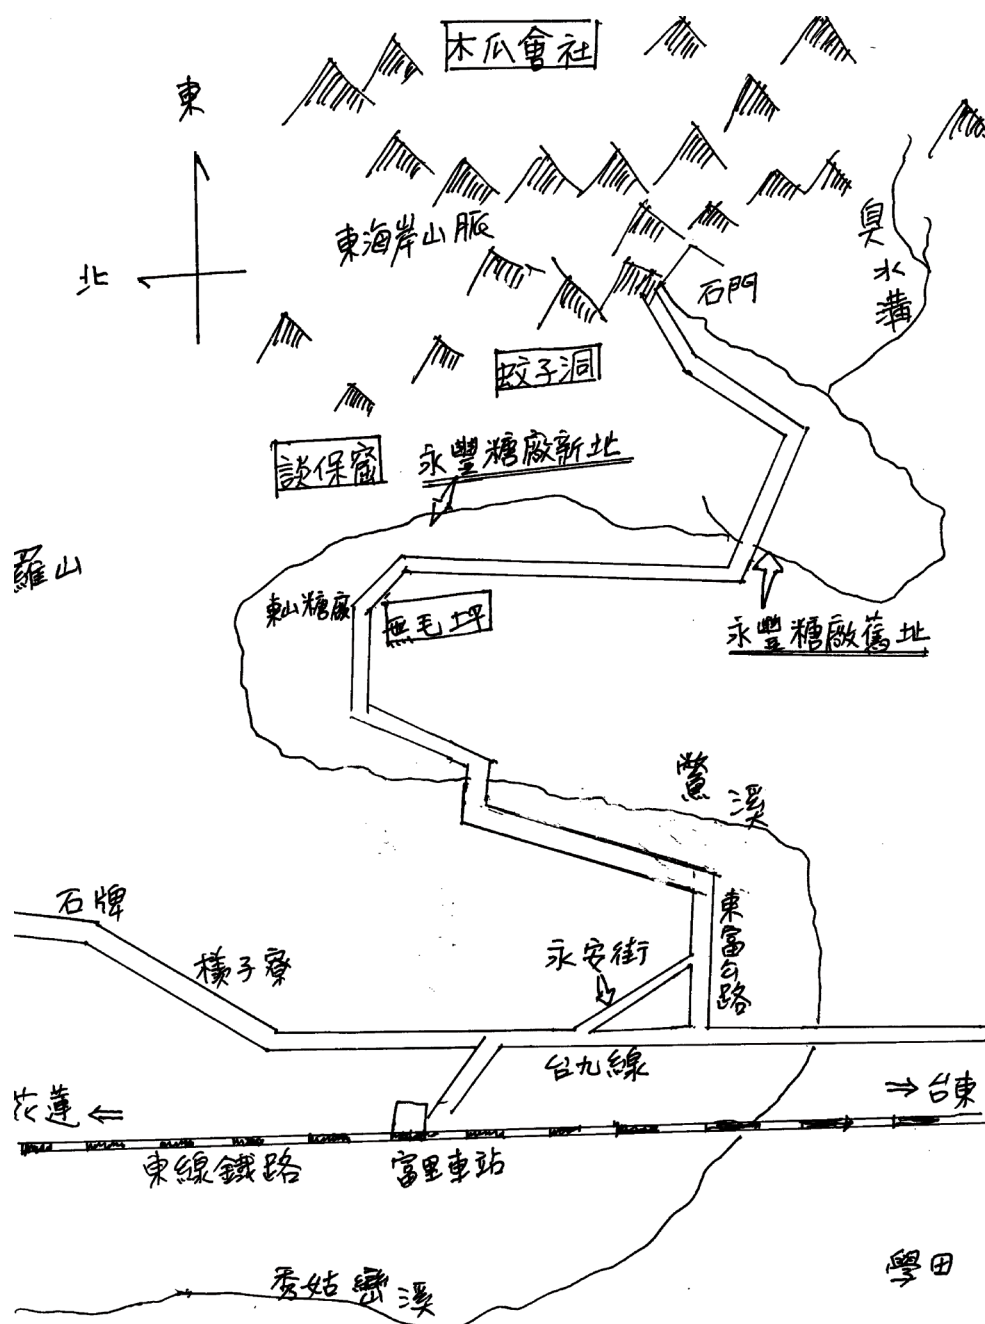 木瓜會社
東
北
東海岸山脈
臭水溝
石門
蚊子洞
談保窟
永豐糖廠新址
羅山
東山糖廠
無毛坪
永豐糖廠舊址
鱉溪
石牌
檨子寮
永安街
東富公路
台九線
花蓮 ⇐
⇒ 台東
東線鐵路
富里車站
秀姑巒溪
學田